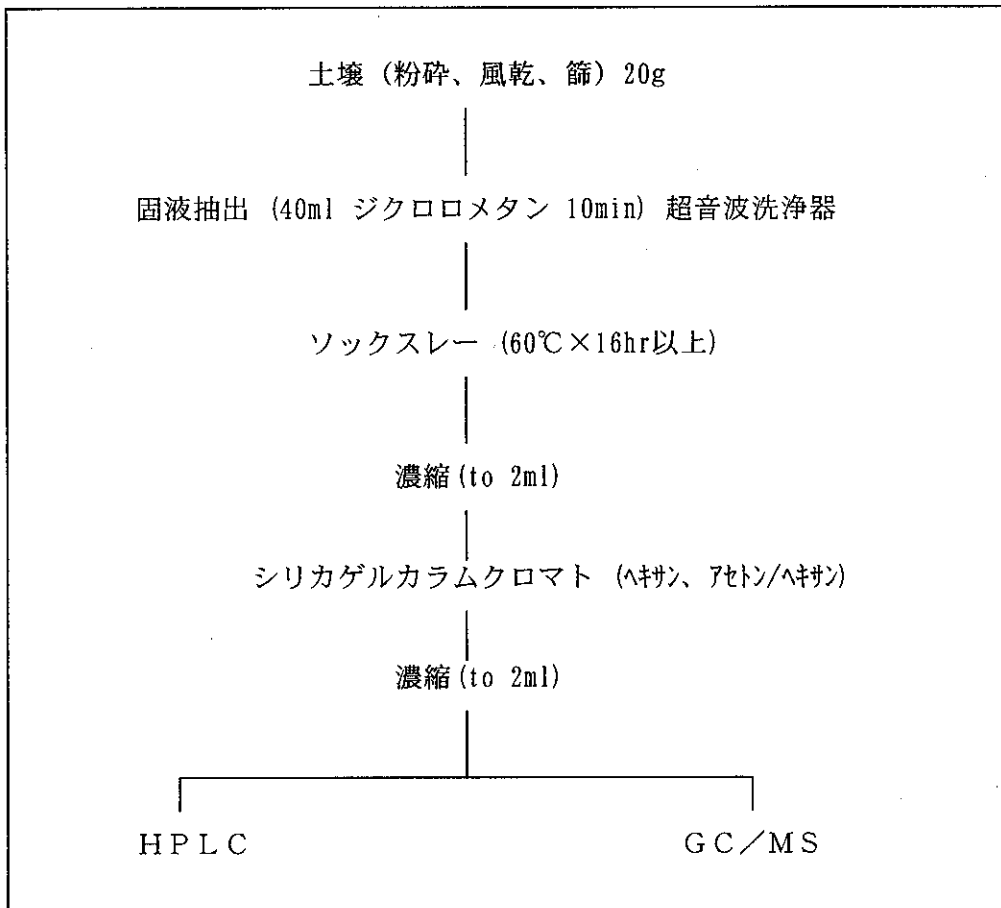 土壌 (粉砕、風乾、篩) 20g
固液抽出 (40ml ジクロロメタン 10min) 超音波洗浄器
ソックスレー (60℃×16hr以上)
濃縮(to 2ml)
シリカゲルカラムクロマト (ﾍｷｻﾝ、ｱｾﾄﾝ/ﾍｷｻﾝ)
濃縮(to 2ml)
ＨＰＬＣ ＧＣ／ＭＳ